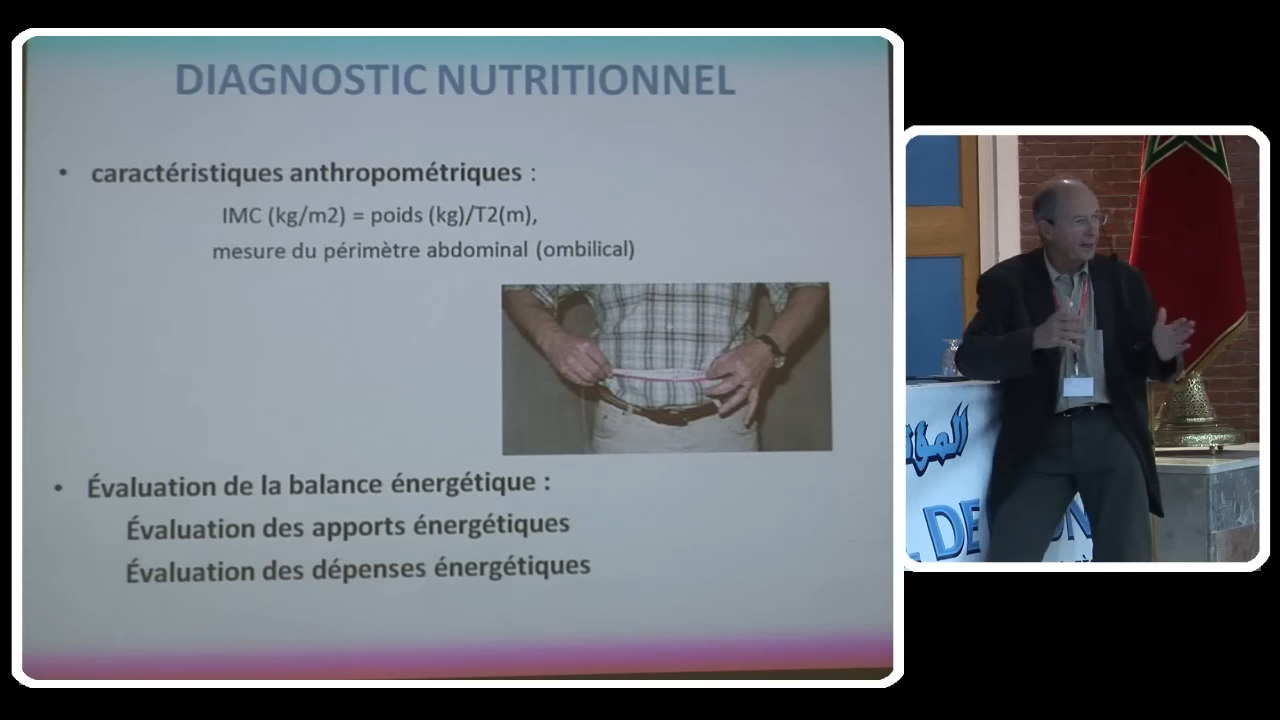 DIAGNOSTIC NUTRITIONNEL
• caractéristiques anthropométriques :
IMC (kg/m2) = poids (kg)/T2(m),
mesure du périmètre abdominal (ombilical)
• Évaluation de la balance énergétique :
Évaluation des apports énergétiques
Évaluation des dépenses énergétiques
DE